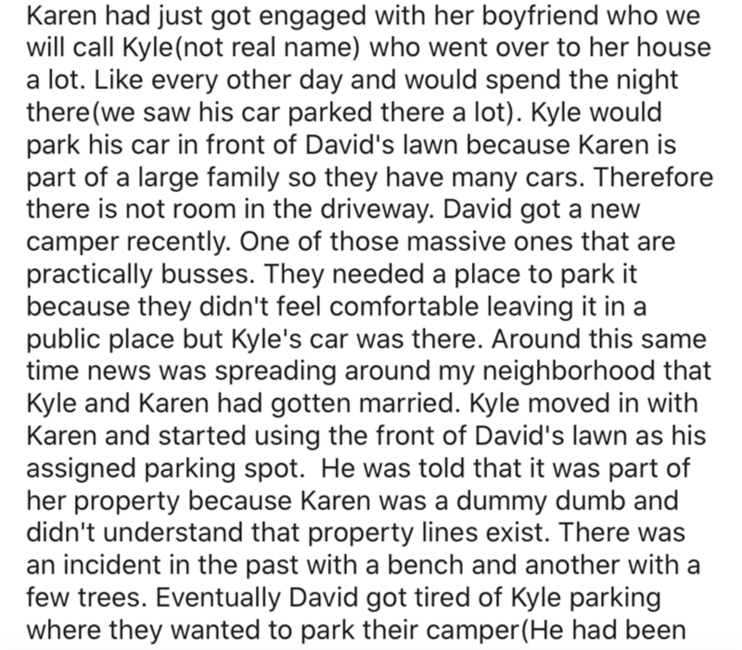 Karen had just got engaged with her boyfriend who we
will call Kyle(not real name) who went over to her house
a lot. Like every other day and would spend the night
there(we saw his car parked there a lot). Kyle would
park his car in front of David's lawn because Karen is
part of a large family so they have many cars. Therefore
there is not room in the driveway. David got a new
camper recently. One of those massive ones that are
practically busses. They needed a place to park it
because they didn't feel comfortable leaving it in a
public place but Kyle's car was there. Around this same
time news was spreading around my neighborhood that
Kyle and Karen had gotten married. Kyle moved in with
Karen and started using the front of David's lawn as his
assigned parking spot.  He was told that it was part of
her property because Karen was a dummy dumb and
didn't understand that property lines exist. There was
an incident in the past with a bench and another with a
few trees. Eventually David got tired of Kyle parking
where they wanted to park their camper(He had been